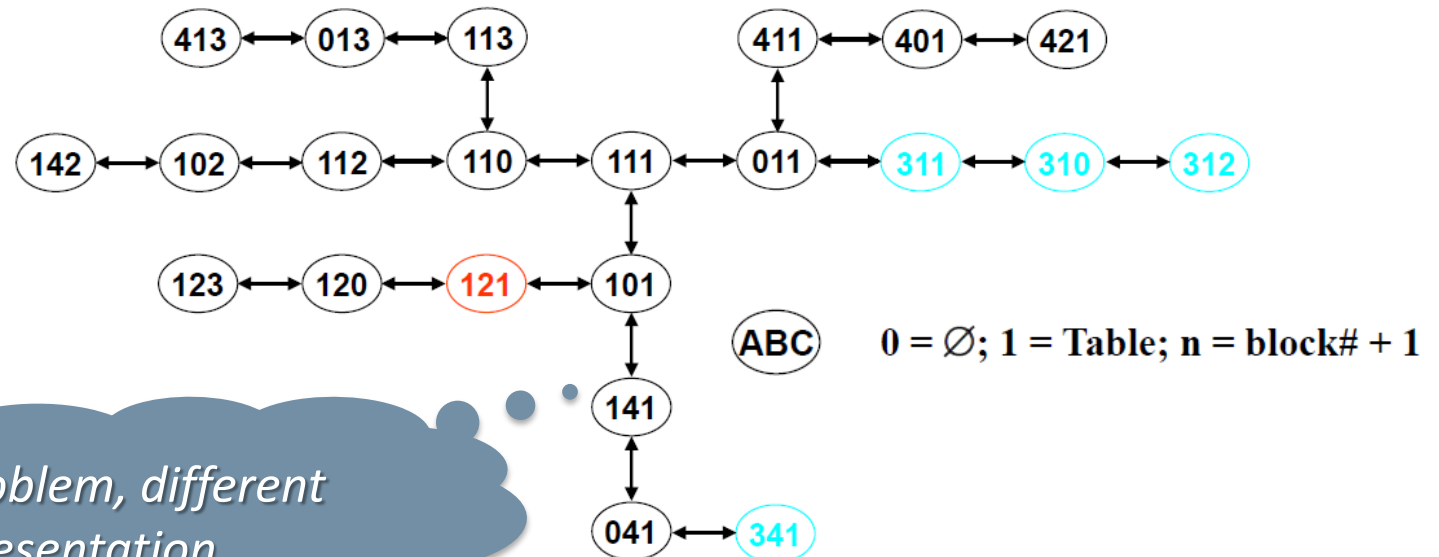 413 013 113 411 401 421
142 102 112 110 111 011 311 310 312
123 120 121 101
ABC 0 = ∅; 1 = Table; n = block# + 1
141
different
041 341